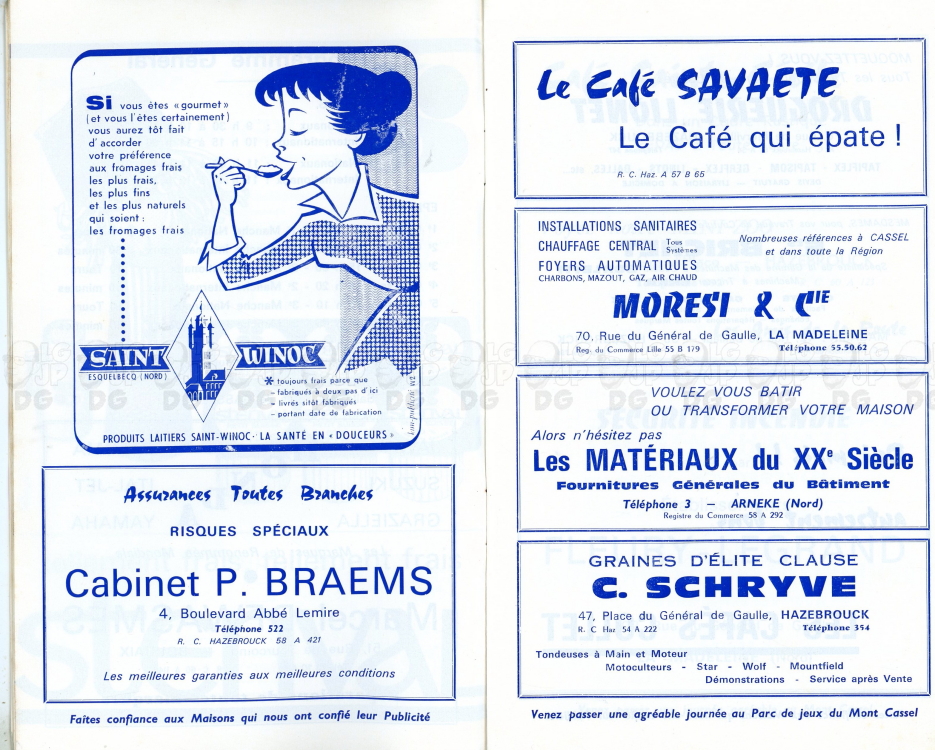 Si vous êtes « gourmet »
(et vous l'êtes certainement)
vous aurez tôt fait
d'accorder
votre préférence
aux fromages frais
les plus frais,
les plus fins
et les plus naturels
qui soient :
les fromages frais
SAINT WINOC
ESQUELBECQ (NORD)
* toujours frais parce que
- fabriqués à deux pas d'ici
- livrés sitôt fabriqués
- portant date de fabrication
PRODUITS LAITIERS SAINT-WINOC · LA SANTÉ EN « DOUCEURS »
Assurances Toutes Branches
RISQUES SPÉCIAUX
Cabinet P. BRAEMS
4, Boulevard Abbé Lemire
Téléphone 522
R. C. HAZEBROUCK 58 A 421
Les meilleures garanties aux meilleures conditions
Faites confiance aux Maisons qui nous ont confié leur Publicité
Le Café SAVAETE
Le Café qui épate !
R. C. Haz. A 57 B 65
INSTALLATIONS SANITAIRES
CHAUFFAGE CENTRAL Tous Systèmes
FOYERS AUTOMATIQUES
CHARBONS, MAZOUT, GAZ, AIR CHAUD
Nombreuses références à CASSEL
et dans toute la Région
MORESI & CIE
70, Rue du Général de Gaulle, LA MADELEINE
Reg. du Commerce Lille 55 B 179 Téléphone 55.50.62
VOULEZ-VOUS BATIR
OU TRANSFORMER VOTRE MAISON
Alors n'hésitez pas
Les MATÉRIAUX du XXe Siècle
Fournitures Générales du Bâtiment
Téléphone 3 — ARNEKE (Nord)
Registre du Commerce 58 A 292
GRAINES D'ÉLITE CLAUSE
C. SCHRYVE
47, Place du Général de Gaulle, HAZEBROUCK
R. C Haz 54 A 222 Téléphone 354
Tondeuses à Main et Moteur
Motoculteurs - Star - Wolf - Mountfield
Démonstrations - Service après Vente
Venez passer une agréable journée au Parc de jeux du Mont Cassel